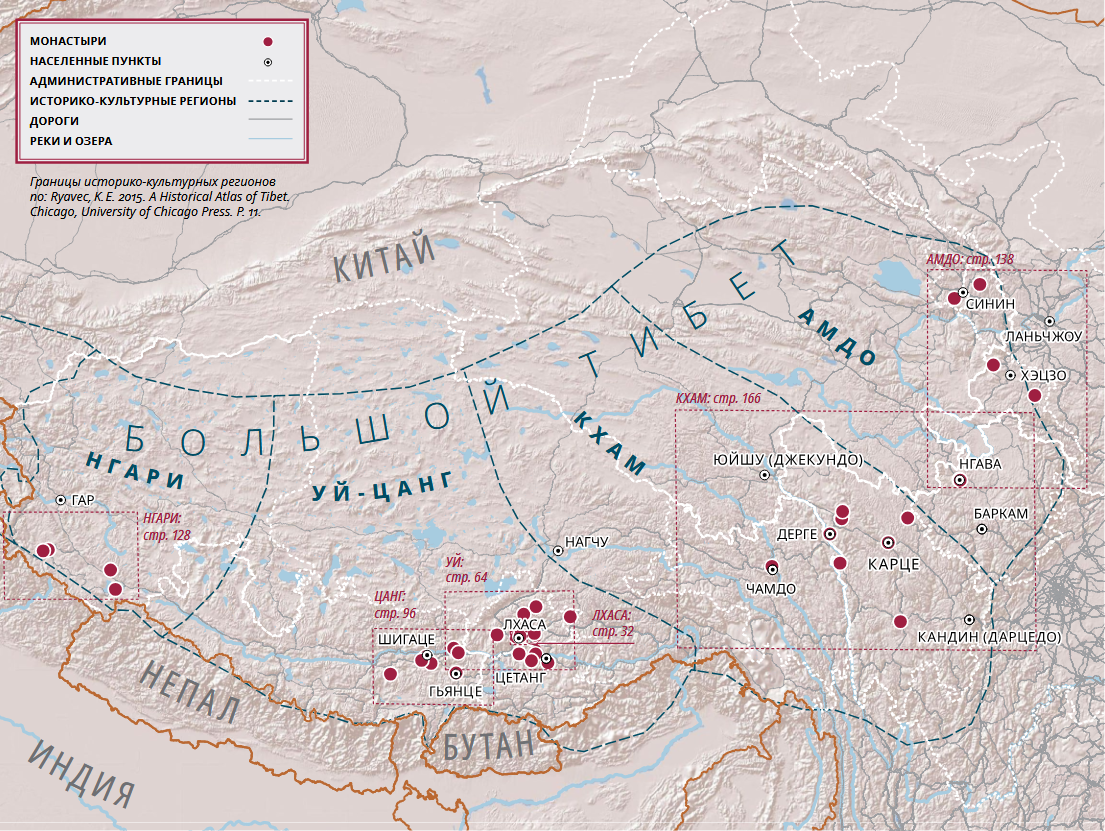 МОНАСТЫРИ
НАСЕЛЕННЫЕ ПУНКТЫ
АДМИНИСТРАТИВНЫЕ ГРАНИЦЫ
ИСТОРИКО-КУЛЬТУРНЫЕ РЕГИОНЫ
ДОРОГИ
РЕКИ И ОЗЕРА
Границы историко-культурных регионов
по: Ryavec, K. E. 2015. A Historical Atlas of Tibet.
Chicago, University of Chicago Press. P. 11.
КИТАЙ
БОЛЬШОЙ ТИБЕТ
АМДО
АМДО: стр. 138
СИНИН
ЛАНЬЧЖОУ
ХЭЦЗО
КХАМ: стр. 166
КХАМ
НГАРИ
УЙ-ЦАНГ
ЮЙШУ (ДЖЕКУНДО)
НГАВА
ГАР
НГАРИ:
стр. 128
БАРКАМ
ДЕРГЕ
НАГЧУ
КАРЦЕ
УЙ:
стр. 64
ЧАМДО
ЦАНГ:
стр. 96
ЛХАСА:
стр. 32
ЛХАСА
ШИГАЦЕ
КАНДИН (ДАРЦЕДО)
ЦЕТАНГ
ГЬЯНЦЕ
НЕПАЛ
БУТАН
ИНДИЯ